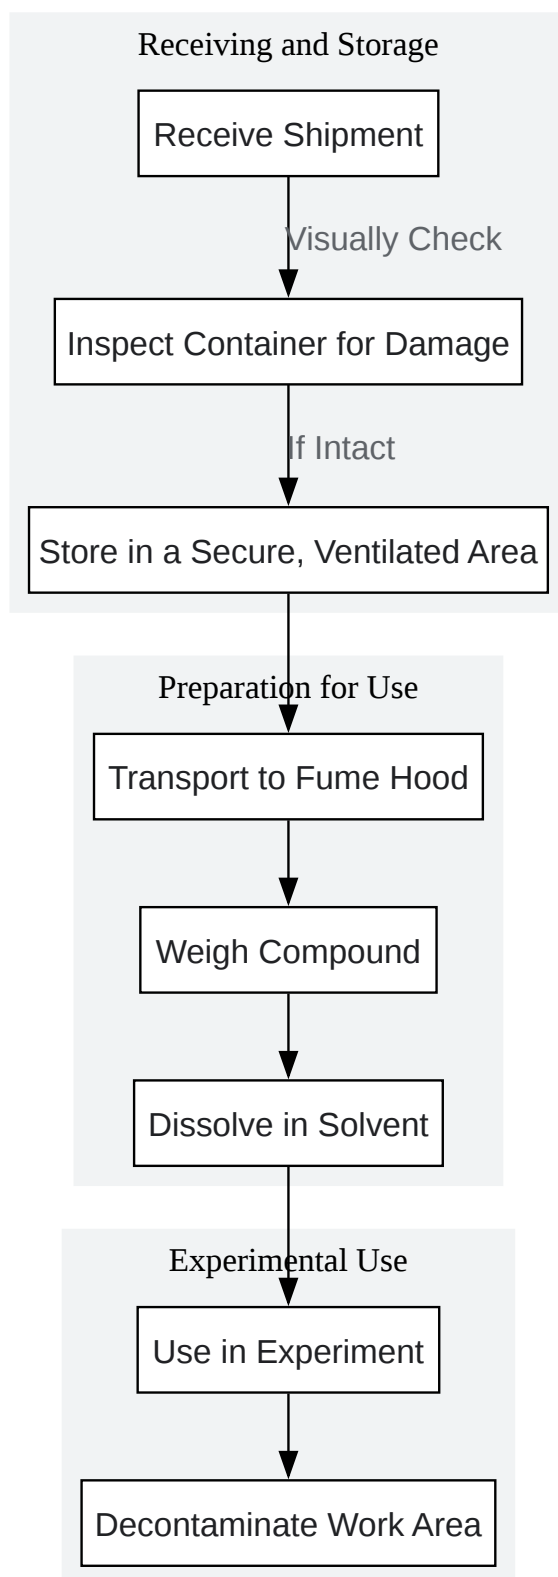 Receiving and Storage
Receive Shipment
Visually Check
Inspect Container for Damage
If Intact
Store in a Secure, Ventilated Area
Preparation for Use
Transport to Fume Hood
Weigh Compound
Dissolve in Solvent
Experimental Use
Use in Experiment
Decontaminate Work Area